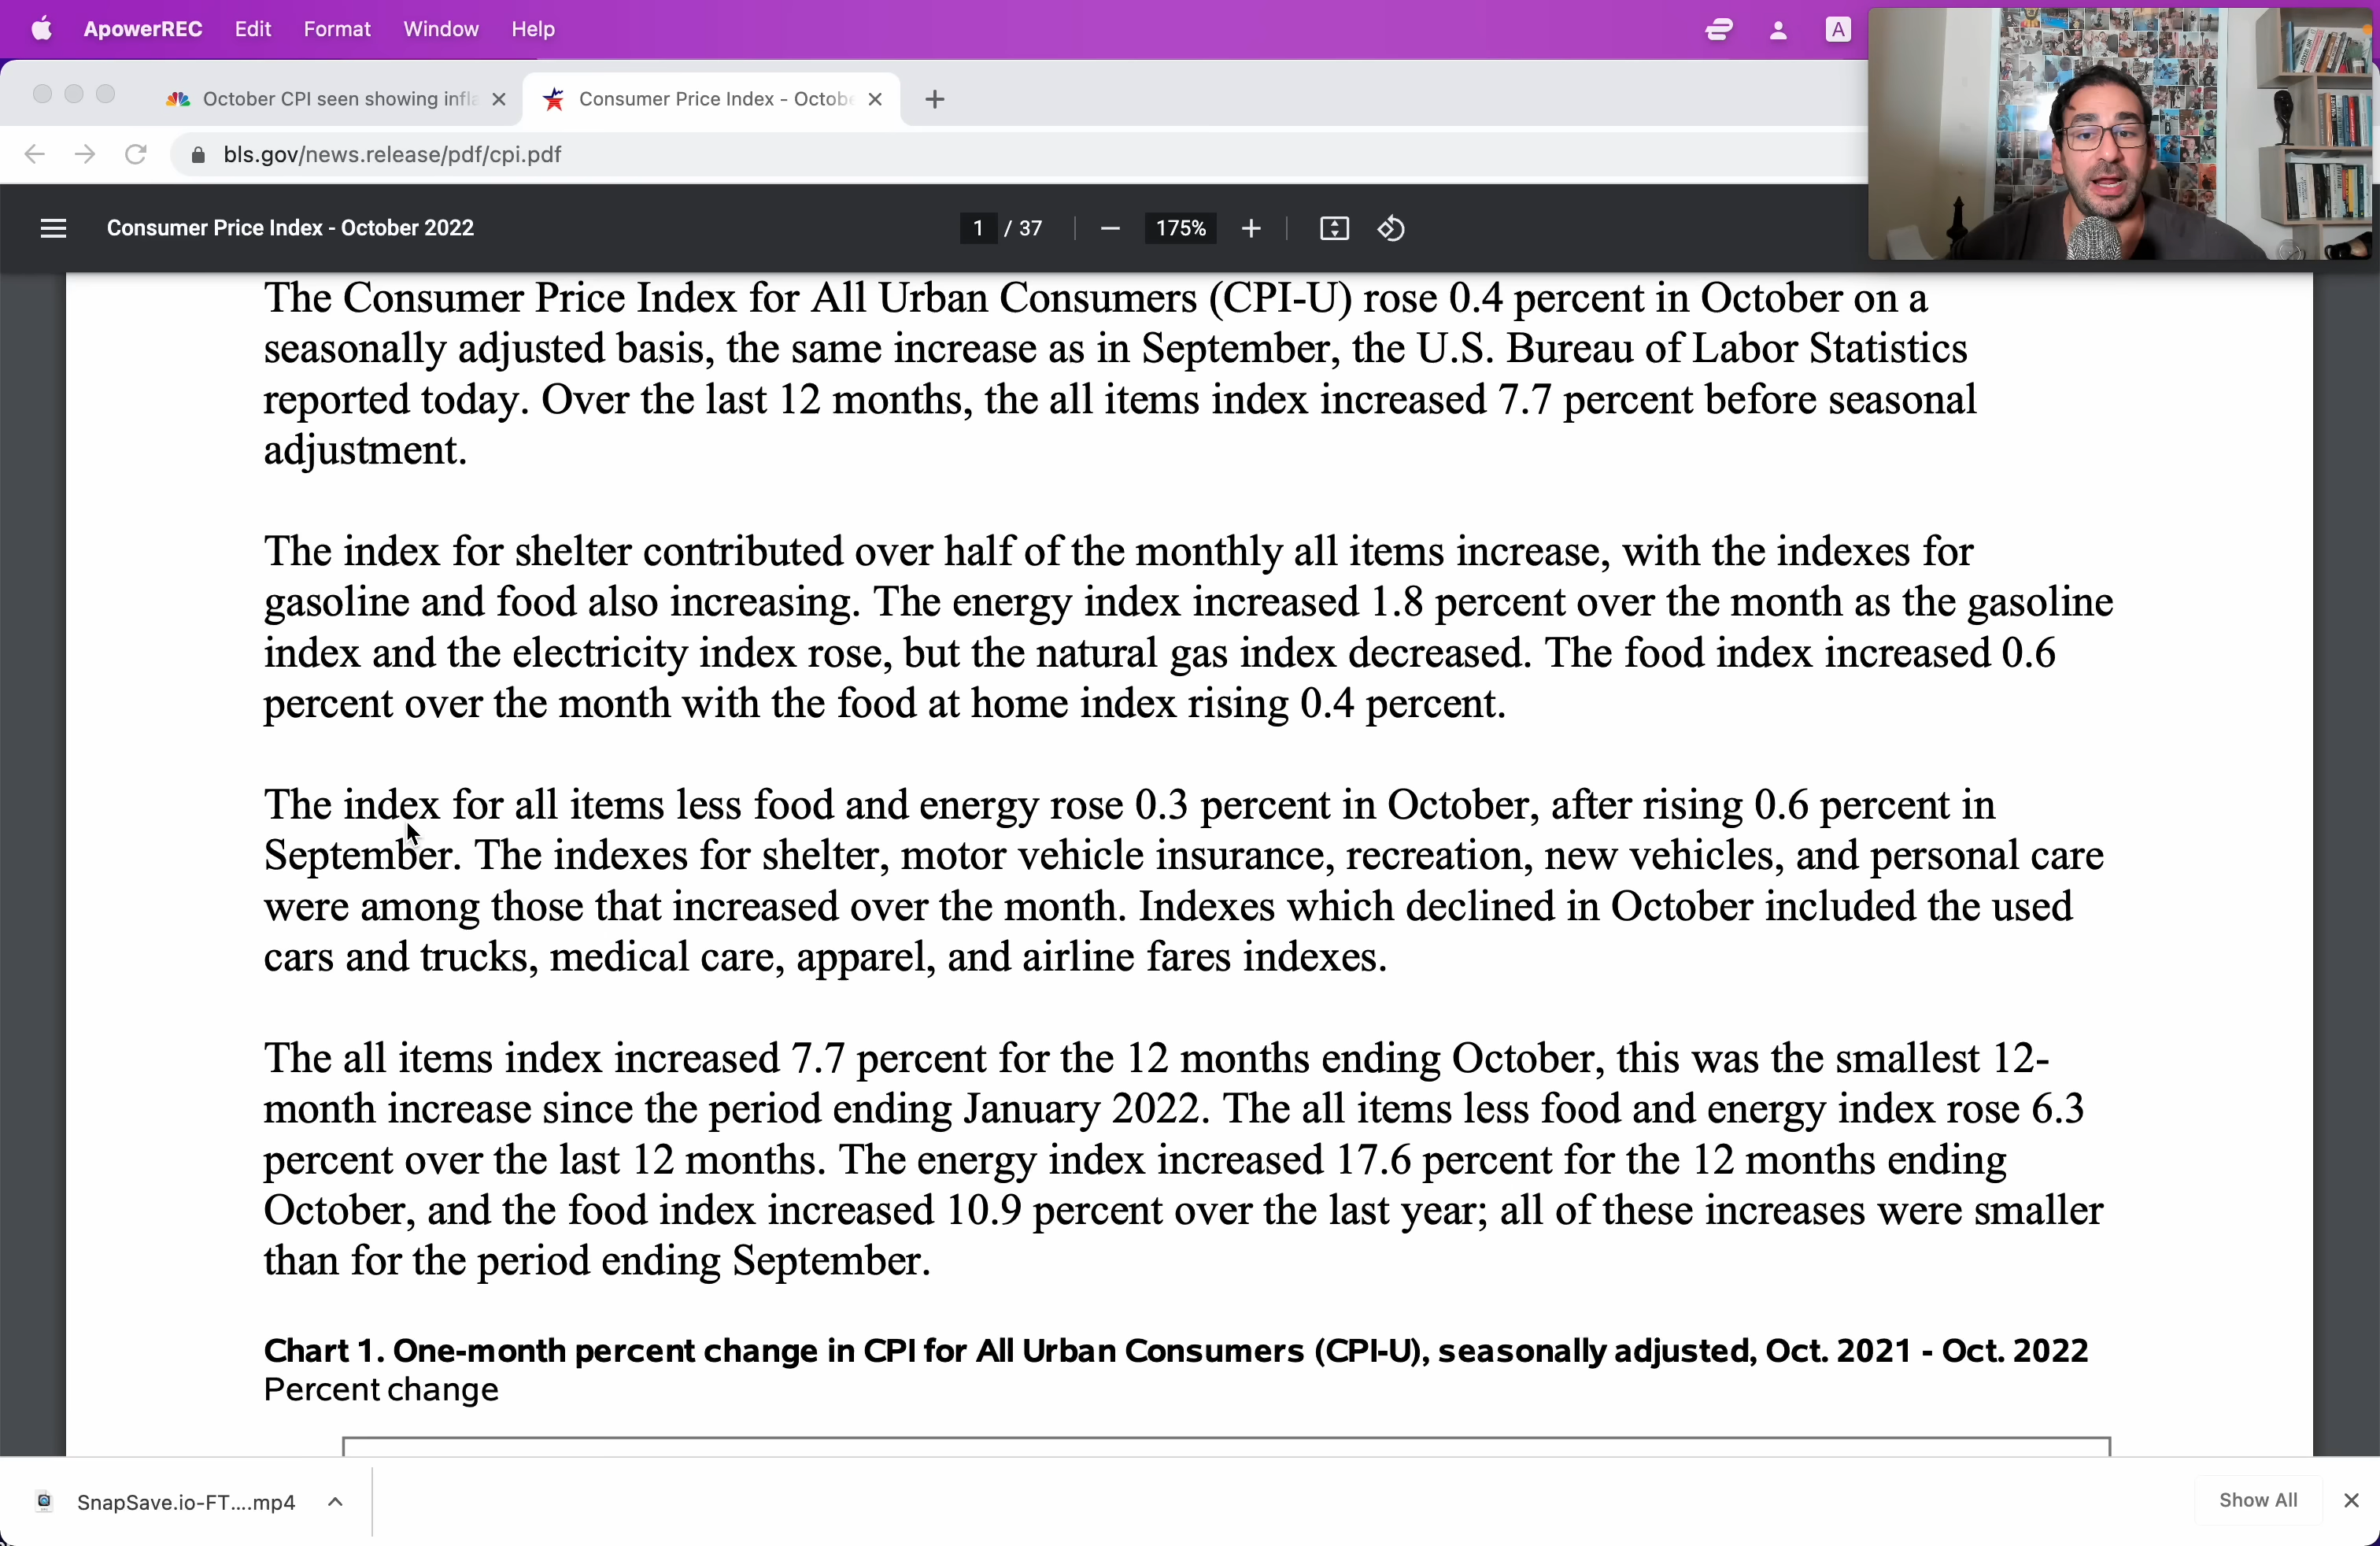 ApowerREC Edit Format Window Help A
October CPI seen showing infla
Consumer Price Index - Octobe
bls.gov/news.release/pdf/cpi.pdf
Consumer Price Index - October 2022
1 / 37
175%
The Consumer Price Index for All Urban Consumers (CPI-U) rose 0.4 percent in October on a
seasonally adjusted basis, the same increase as in September, the U.S. Bureau of Labor Statistics
reported today. Over the last 12 months, the all items index increased 7.7 percent before seasonal
adjustment.
The index for shelter contributed over half of the monthly all items increase, with the indexes for
gasoline and food also increasing. The energy index increased 1.8 percent over the month as the gasoline
index and the electricity index rose, but the natural gas index decreased. The food index increased 0.6
percent over the month with the food at home index rising 0.4 percent.
The index for all items less food and energy rose 0.3 percent in October, after rising 0.6 percent in
September. The indexes for shelter, motor vehicle insurance, recreation, new vehicles, and personal care
were among those that increased over the month. Indexes which declined in October included the used
cars and trucks, medical care, apparel, and airline fares indexes.
The all items index increased 7.7 percent for the 12 months ending October, this was the smallest 12-
month increase since the period ending January 2022. The all items less food and energy index rose 6.3
percent over the last 12 months. The energy index increased 17.6 percent for the 12 months ending
October, and the food index increased 10.9 percent over the last year; all of these increases were smaller
than for the period ending September.
Chart 1. One-month percent change in CPI for All Urban Consumers (CPI-U), seasonally adjusted, Oct. 2021 - Oct. 2022
Percent change
SnapSave.io-FT....mp4
Show All